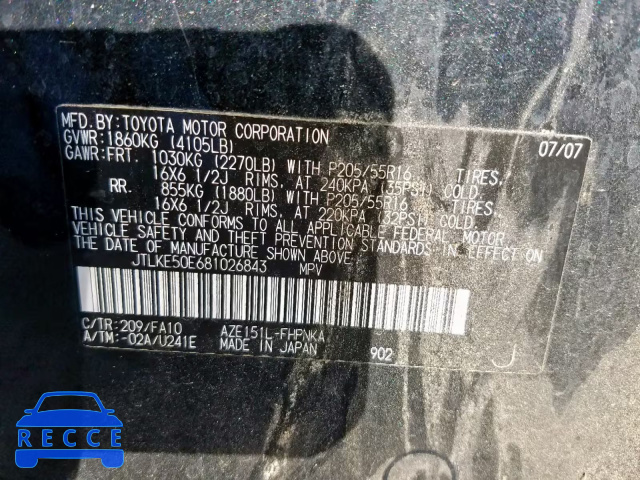 MFD. BY: TOYOTA MOTOR CORPORATION 07/07
GVWR: 1860KG (4105LB)
GAWR: FRT. 1030KG (2270LB) WITH P205/55R16 TIRES,
16X6 1/2J RIMS, AT 240KPA (35PSI) COLD.
RR. 855KG (1880LB) WITH P205/55R16 TIRES,
16X6 1/2J RIMS, AT 220KPA (32PSI) COLD.
THIS VEHICLE CONFORMS TO ALL APPLICABLE FEDERAL MOTOR
VEHICLE SAFETY, BUMPER, AND THEFT PREVENTION STANDARDS IN EFFECT ON
THE DATE OF MANUFACTURE SHOWN ABOVE.
JTLKE50E681026843 MPV
C/TR: 209/FA10 AZE151L-FHPNKA
A/TM: -02A/U241E MADE IN JAPAN 902 J
RECCE